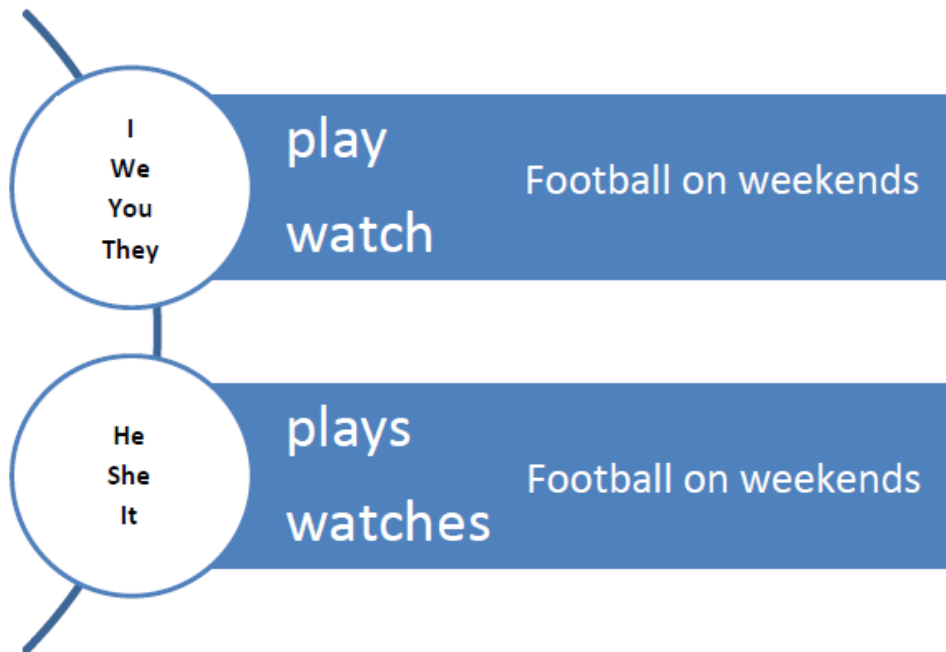 I
We
You
They
play
watch
Football on weekends
He
She
It
plays
watches
Football on weekends